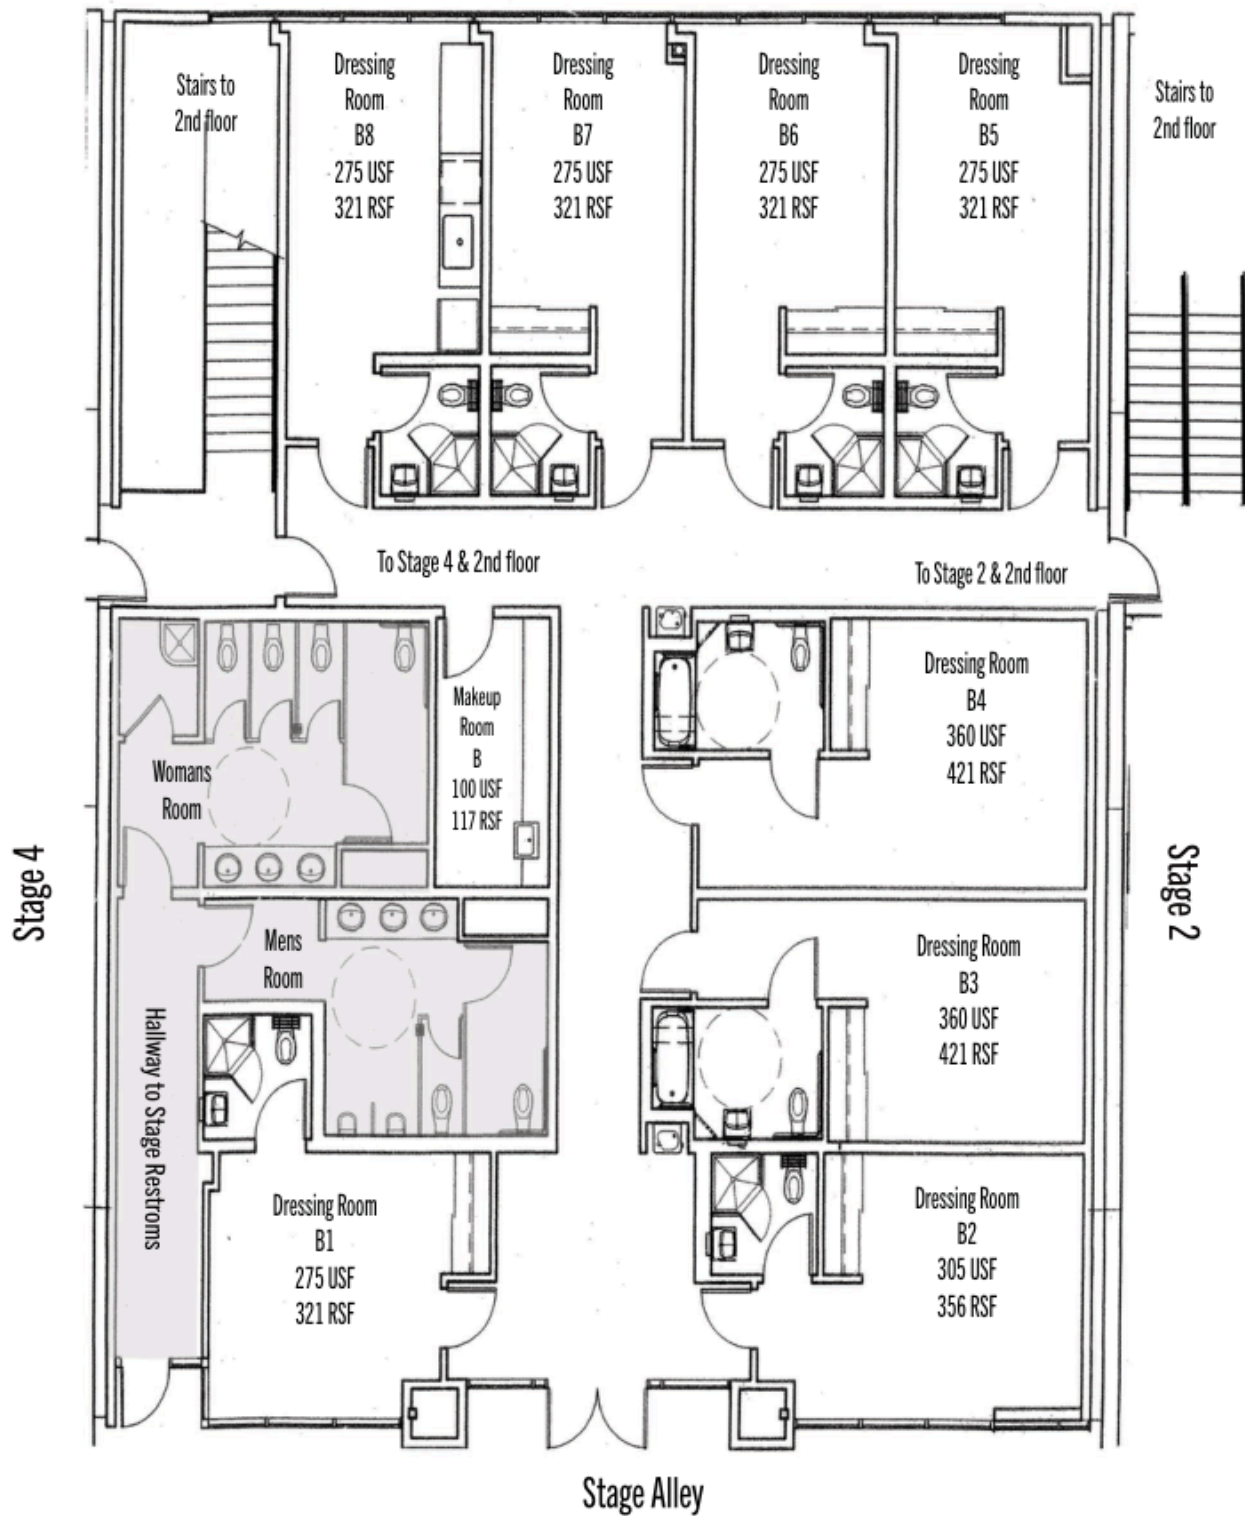 Stairs to
2nd floor
Dressing
Room
B8
275 USF
321 RSF
Dressing
Room
B7
275 USF
321 RSF
Dressing
Room
B6
275 USF
321 RSF
Dressing
Room
B5
275 USF
321 RSF
Stairs to
2nd floor
To Stage 4 & 2nd floor
To Stage 2 & 2nd floor
Womans
Room
Makeup
Room
B
100 USF
117 RSF
Dressing Room
B4
360 USF
421 RSF
Stage 4
Stage 2
Mens
Room
Dressing Room
B3
360 USF
421 RSF
Hallway to Stage Restroms
Dressing Room
B1
275 USF
321 RSF
Dressing Room
B2
305 USF
356 RSF
Stage Alley